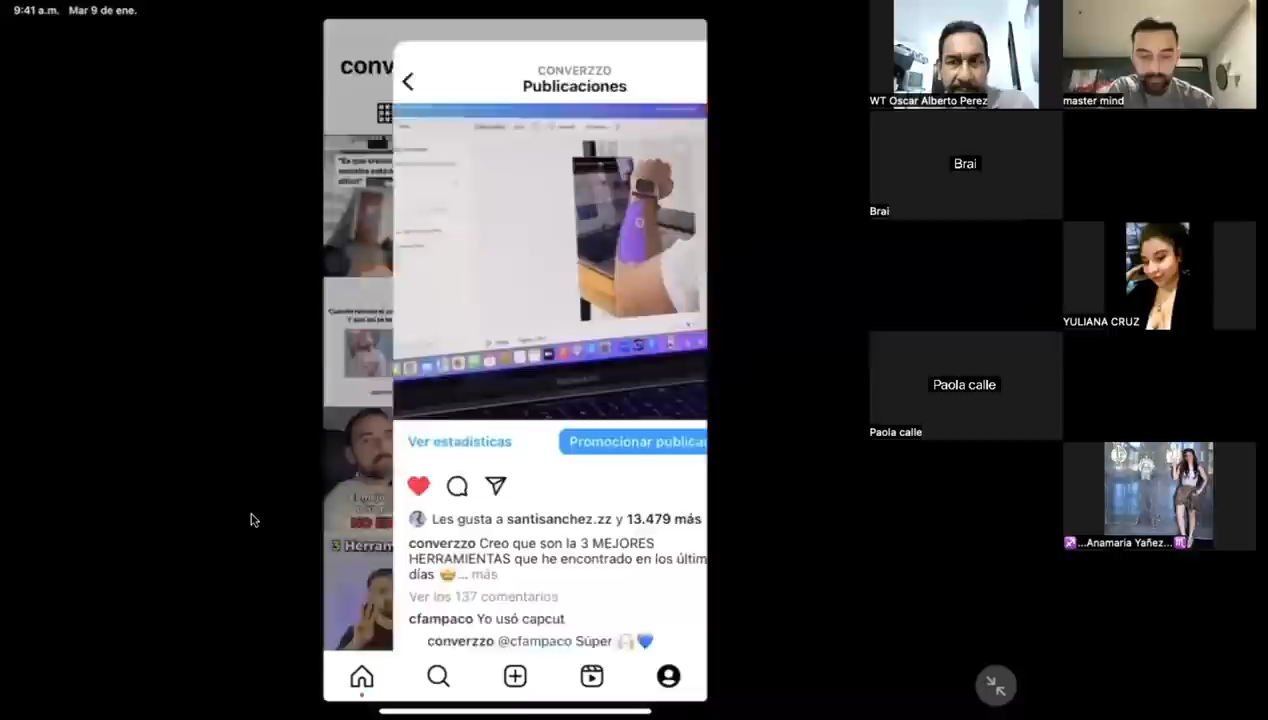 9:41 a.m. Mar 9 de ene.
conv
CONVERZZO
Publicaciones
Ver estadísticas
Promocionar publica
Les gusta a santisanchez.zz y 13.479 más
converzzo Creo que son la 3 MEJORES
HERRAMIENTAS que he encontrado en los últim
días ... más
Ver los 137 comentarios
cfampaco Yo usó capcut
converzzo @cfampaco Súper
NO ES
3 Herram
WT Oscar Alberto Perez
master mind
Brai
Brai
YULIANA CRUZ
Paola calle
Paola calle
...Anamaria Yañez...